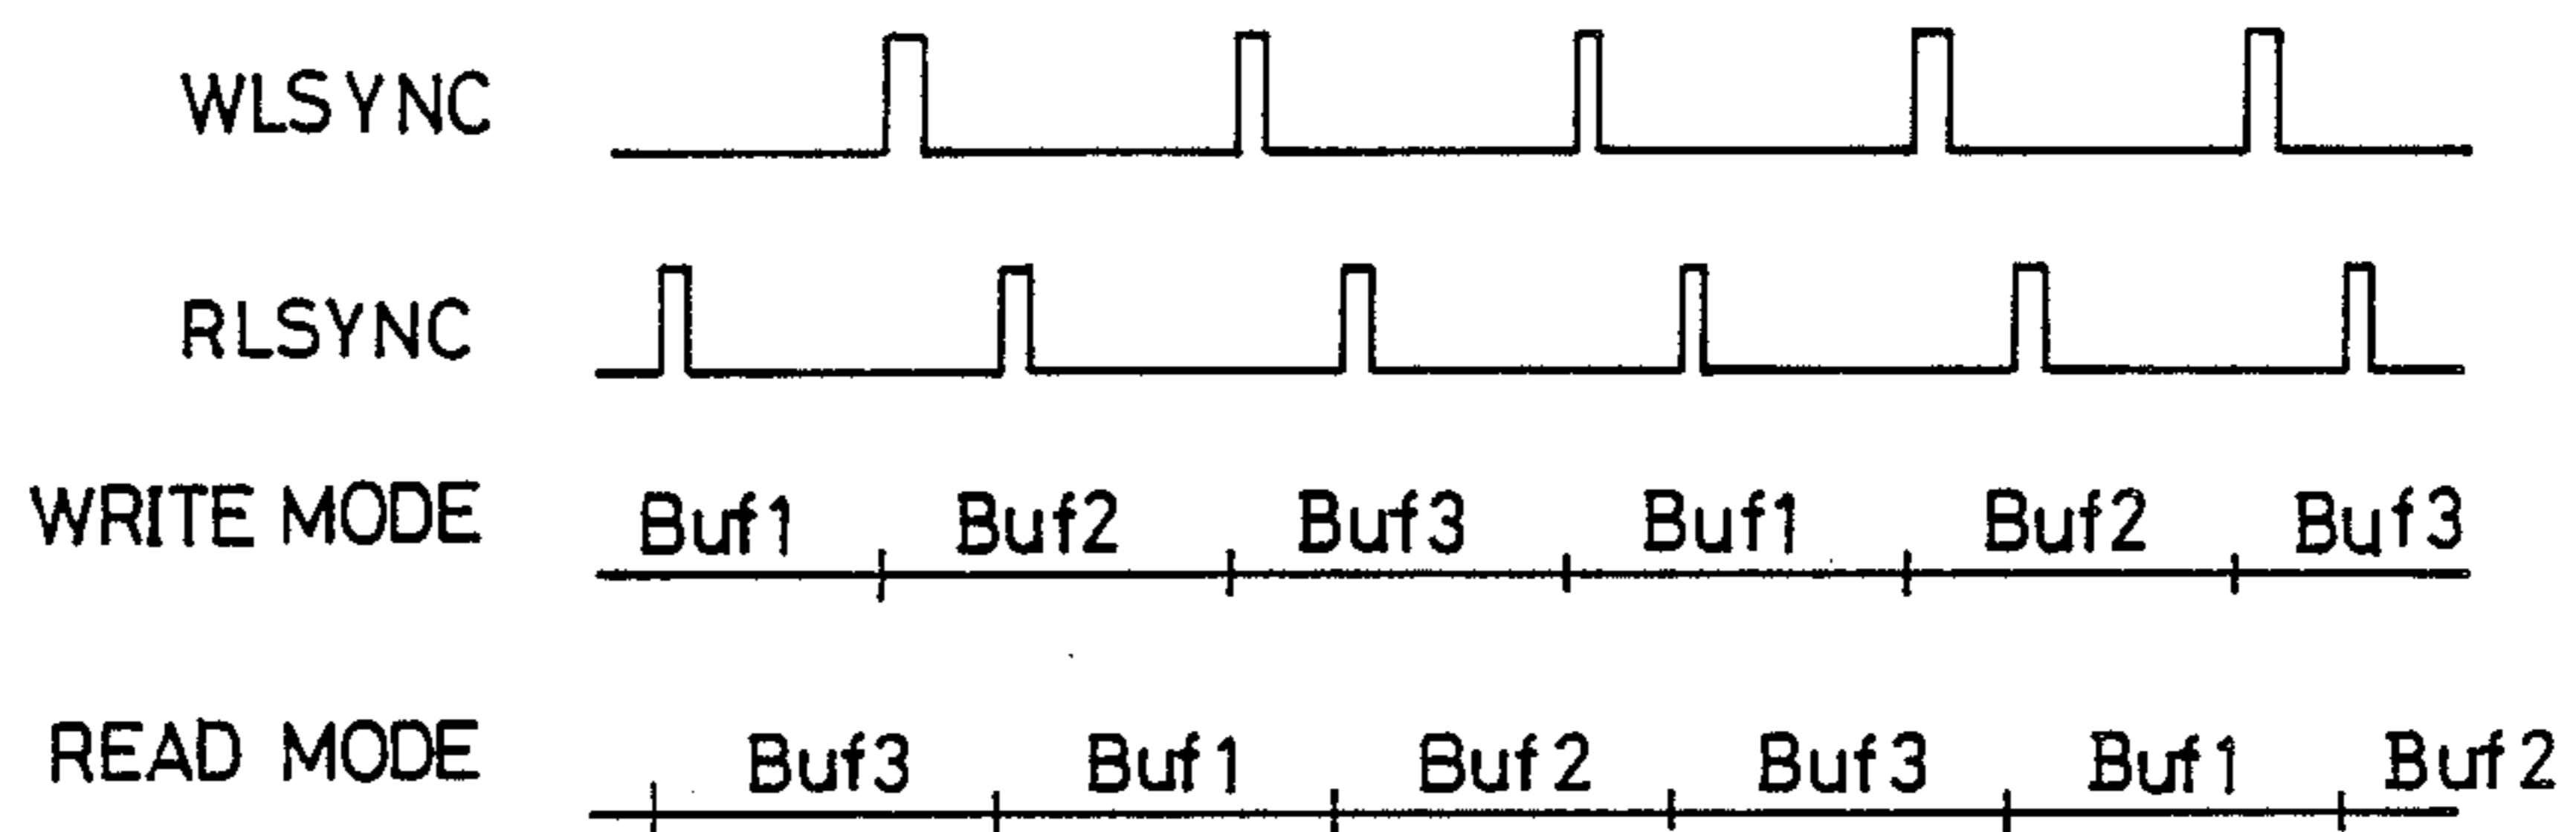 WLSYNC
RLSYNC
WRITE MODE Buf1 Buf2 Buf3 Buf1 Buf2 Buf3
READ MODE Buf3 Buf1 Buf2 Buf3 Buf1 Buf2